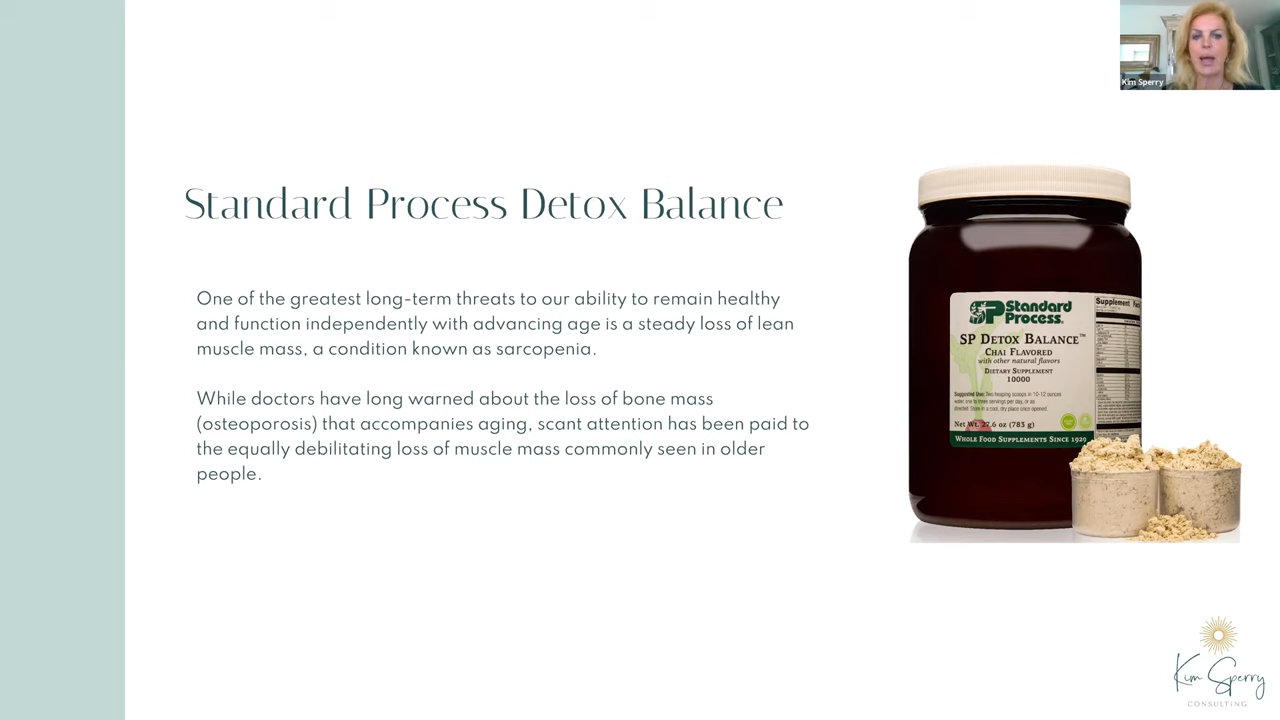 Kim Sperry
Standard Process Detox Balance
One of the greatest long-term threats to our ability to remain healthy
and function independently with advancing age is a steady loss of lean
muscle mass, a condition known as sarcopenia.
While doctors have long warned about the loss of bone mass
(osteoporosis) that accompanies aging, scant attention has been paid to
the equally debilitating loss of muscle mass commonly seen in older
people.
SP Standard
Process®
SP DETOX BALANCE™
CHAI FLAVORED
with other natural flavors
DIETARY SUPPLEMENT
10000
Suggested Use: Two heaping scoops in 10-12 ounces
water one to three servings per day, or as
directed. Store in a cool, dry place once opened.
Net Wt. 27.6 oz (783 g)
WHOLE FOOD SUPPLEMENTS SINCE 1929
Supplement
Kim Sperry
CONSULTING